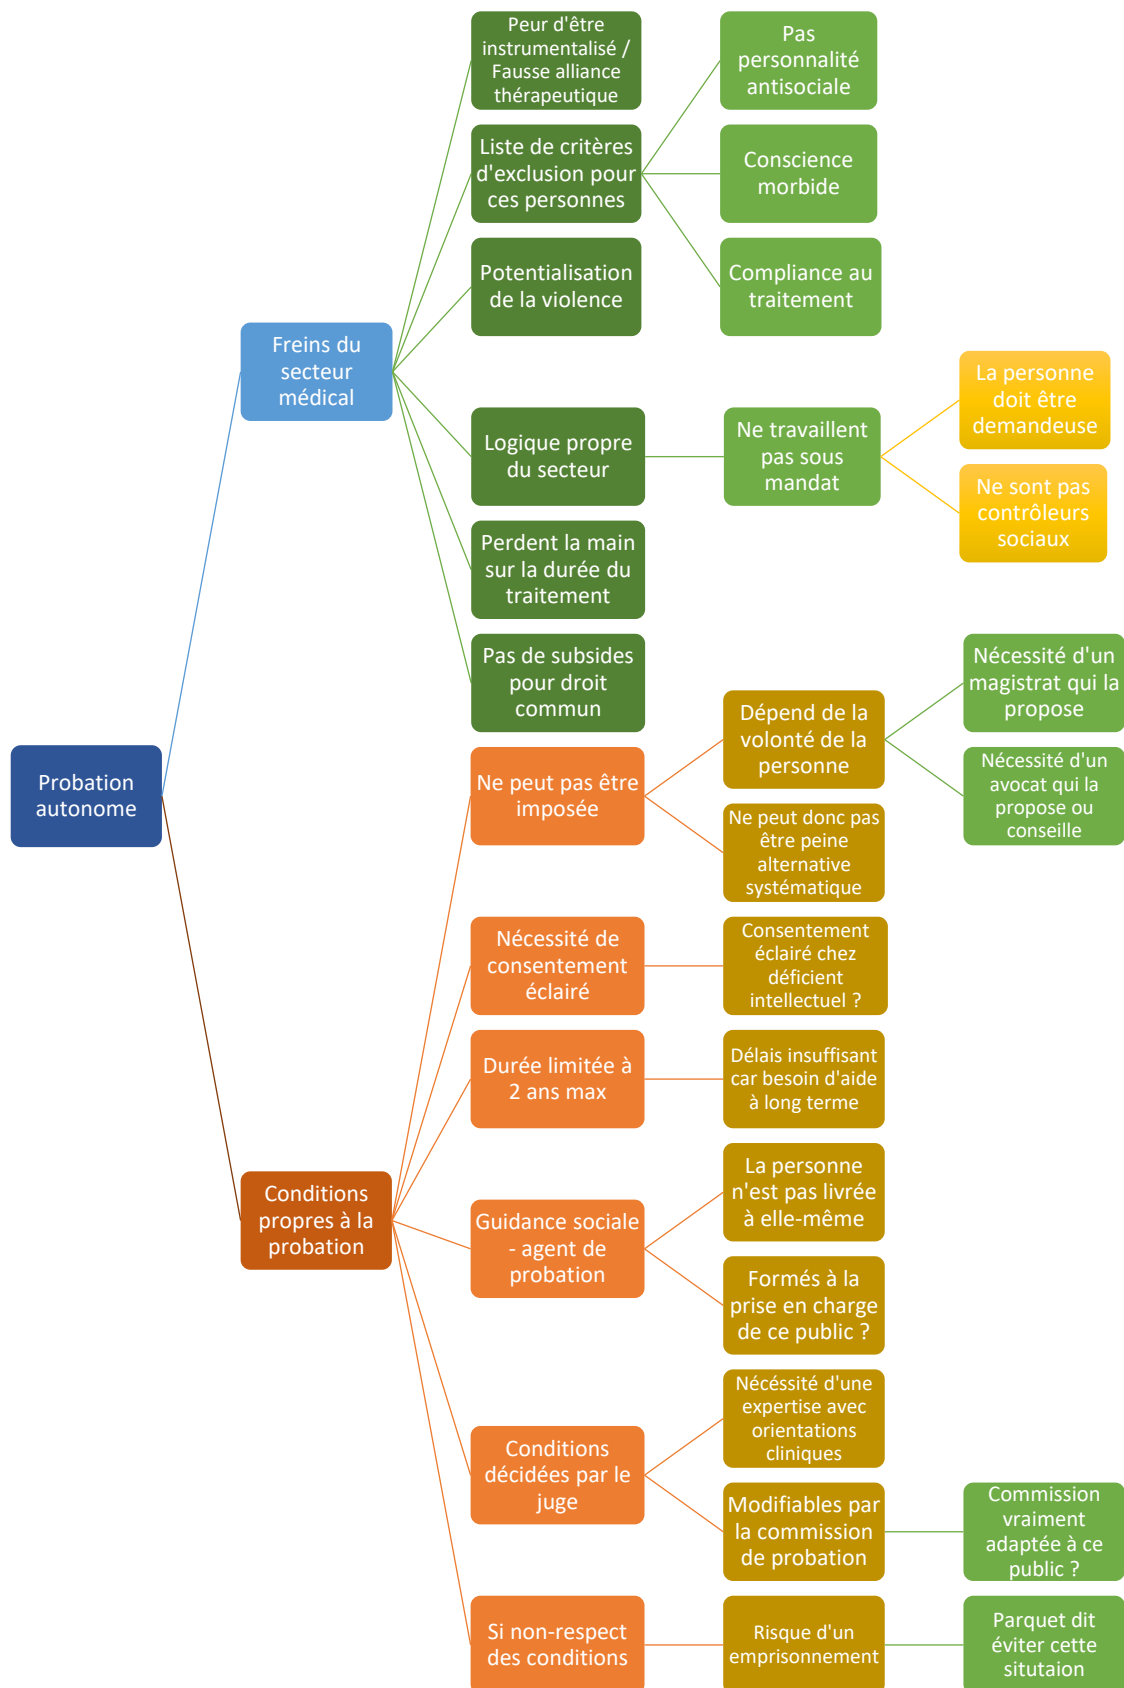 Probation
autonome
Freins du
secteur
médical
Peur d'être
instrumentalisé /
Fausse alliance
thérapeutique
Liste de critères
d'exclusion pour
ces personnes
Pas
personnalité
antisociale
Conscience
morbide
Compliance au
traitement
Potentialisation
de la violence
Logique propre
du secteur
Ne travaillent
pas sous
mandat
La personne
doit être
demandeuse
Ne sont pas
contrôleurs
sociaux
Perdent la main
sur la durée du
traitement
Pas de subsides
pour droit
commun
Conditions
propres à la
probation
Ne peut pas être
imposée
Dépend de la
volonté de la
personne
Nécessité d'un
magistrat qui la
propose
Nécessité d'un
avocat qui la
propose ou
conseille
Ne peut donc pas
être peine
alternative
systématique
Nécessité de
consentement
éclairé
Consentement
éclairé chez
déficient
intellectuel ?
Durée limitée à
2 ans max
Délais insuffisant
car besoin d'aide
à long terme
Guidance sociale
- agent de
probation
La personne
n'est pas livrée
à elle-même
Formés à la
prise en charge
de ce public ?
Conditions
décidées par le
juge
Nécéssité d'une
expertise avec
orientations
cliniques
Modifiables par
la commission
de probation
Commission
vraiment
adaptée à ce
public ?
Si non-respect
des conditions
Risque d'un
emprisonnement
Parquet dit
éviter cette
situtaion